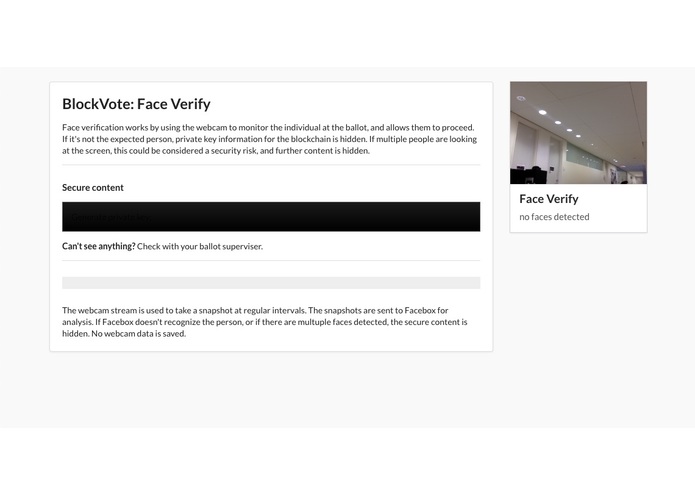 BlockVote: Face Verify
Face verification works by using the webcam to monitor the individual at the ballot, and allows them to proceed.
If it's not the expected person, private key information for the blockchain is hidden. If multiple people are looking
at the screen, this could be considered a security risk, and further content is hidden.
Secure content
Can't see anything? Check with your ballot superviser.
The webcam stream is used to take a snapshot at regular intervals. The snapshots are sent to Facebox for
analysis. If Facebox doesn't recognize the person, or if there are multuple faces detected, the secure content is
hidden. No webcam data is saved.
Face Verify
no faces detected